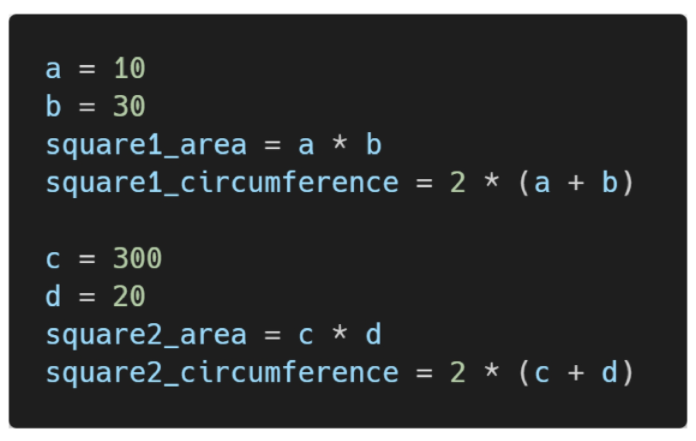 a = 10
b = 30
square1_area = a * b
square1_circumference = 2 * (a + b)
c = 300
d = 20
square2_area = c * d
square2_circumference = 2 * (c + d)